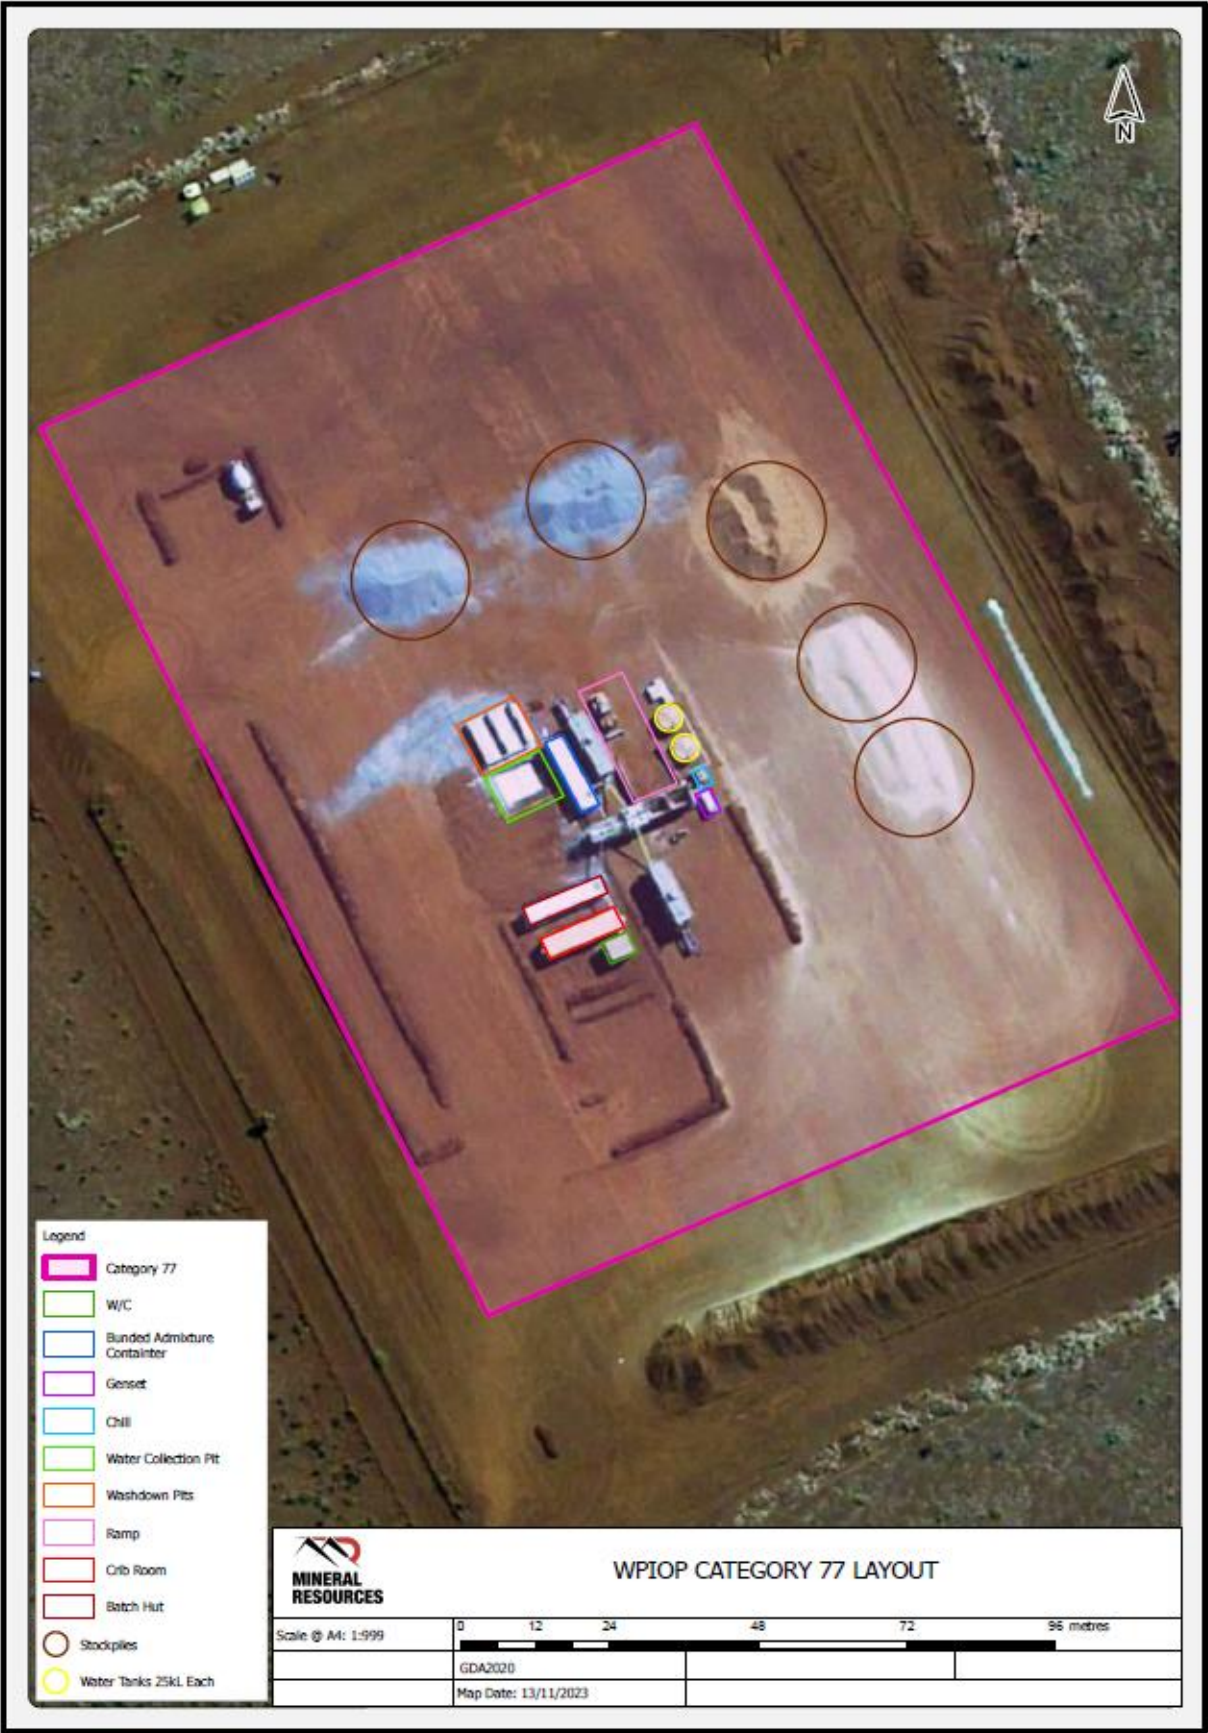 N
Legend
Category 77
W/C
Bunded Admixture
Containter
Genset
Chill
Water Collection Pit
Washdown Pits
Ramp
Crib Room
Batch Hut
Stockpiles
Water Tanks 25kL Each
MINERAL
RESOURCES
WPIOP CATEGORY 77 LAYOUT
Scale @ A4: 1:999
0 12 24 48 72 96 metres
GDA2020
Map Date: 13/11/2023